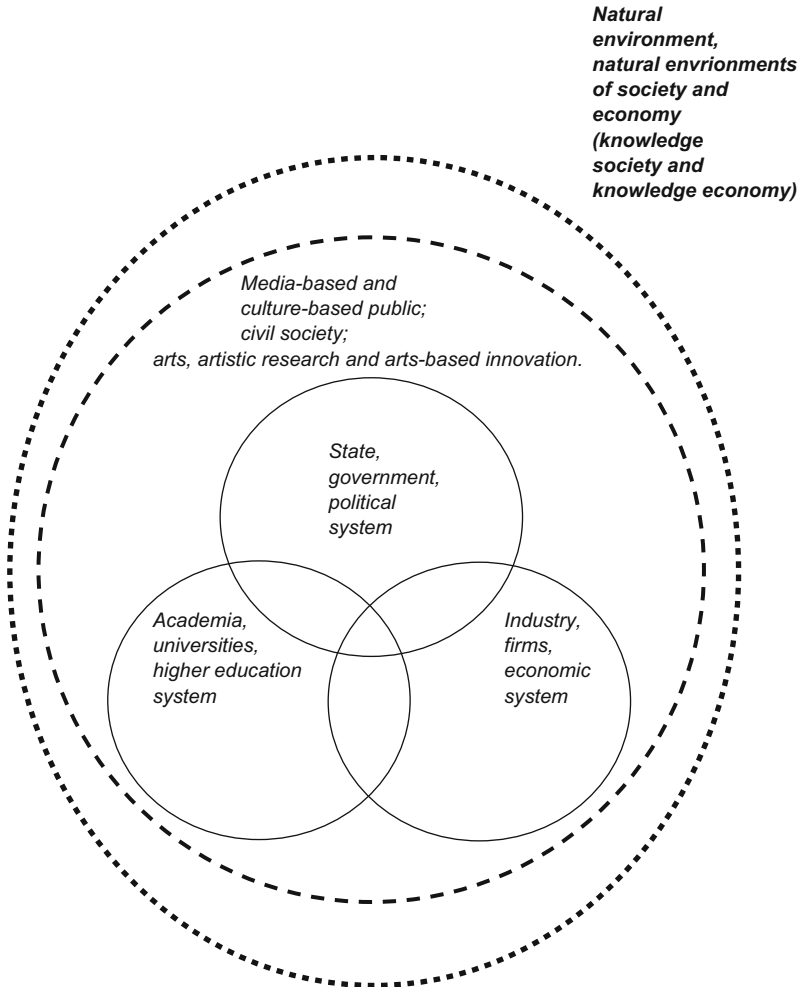 Natural
environment,
natural envrionments
of society and
economy
(knowledge
society and
knowledge economy)
Media-based and
culture-based public;
civil society;
arts, artistic research and arts-based innovation.
State,
government,
political
system
Academia,
universities,
higher education
system
Industry,
firms,
economic
system